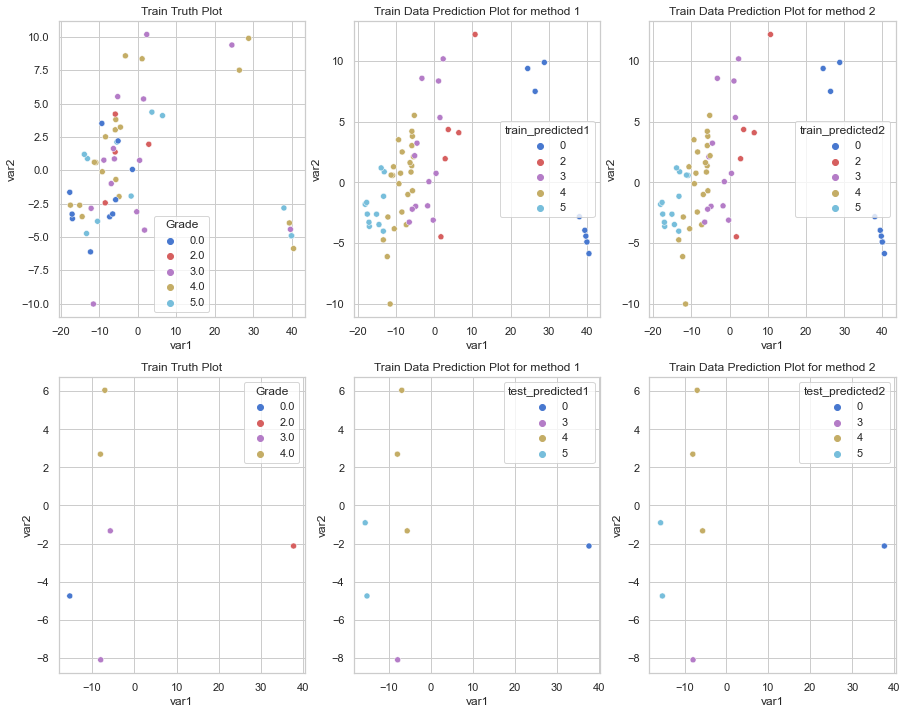 Train Truth Plot
10.0
7.5
5.0
2.5
0.0
−2.5
−5.0
−7.5
−10.0
var2
−20 −10 0 10 20 30 40
var1
Grade
0.0
2.0
3.0
4.0
5.0
Train Data Prediction Plot for method 1
10
5
0
−5
−10
var2
−20 −10 0 10 20 30 40
var1
train_predicted1
0
2
3
4
5
Train Data Prediction Plot for method 2
10
5
0
−5
−10
var2
−20 −10 0 10 20 30 40
var1
train_predicted2
0
2
3
4
5
Train Truth Plot
6
4
2
0
−2
−4
−6
−8
var2
−10 0 10 20 30 40
var1
Grade
0.0
2.0
3.0
4.0
Train Data Prediction Plot for method 1
6
4
2
0
−2
−4
−6
−8
var2
−10 0 10 20 30 40
var1
test_predicted1
0
3
4
5
Train Data Prediction Plot for method 2
6
4
2
0
−2
−4
−6
−8
var2
−10 0 10 20 30 40
var1
test_predicted2
0
3
4
5